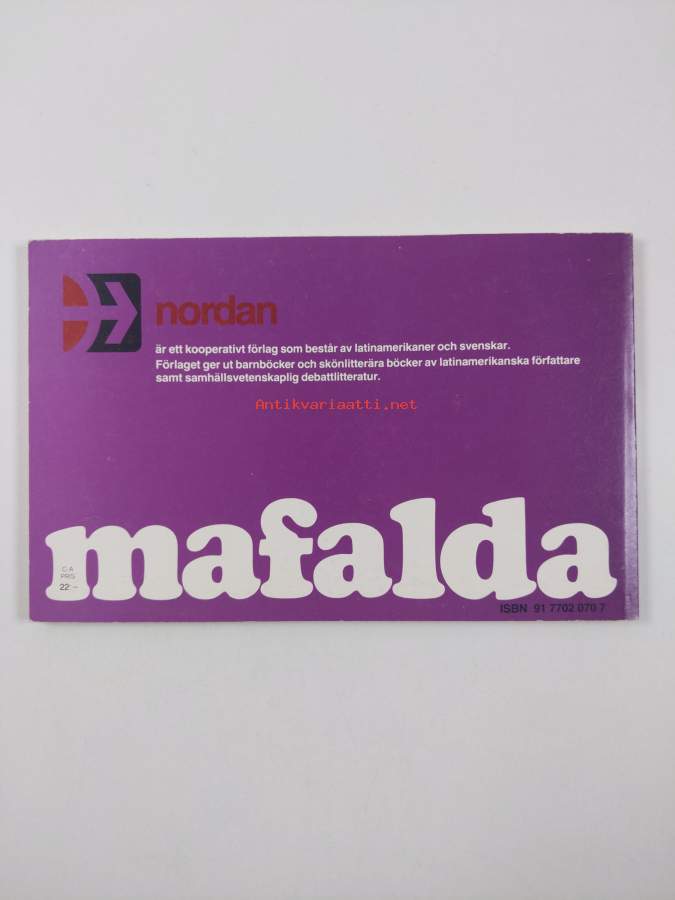 nordan
är ett kooperativt förlag som består av latinamerikaner och svenskar.
Förlaget ger ut barnböcker och skönlitterära böcker av latinamerikanska författare
samt samhällsvetenskaplig debattlitteratur.
Antikvariaatti.net
mafalda
C:A
PRIS
22:-
ISBN 91 7702 070 7